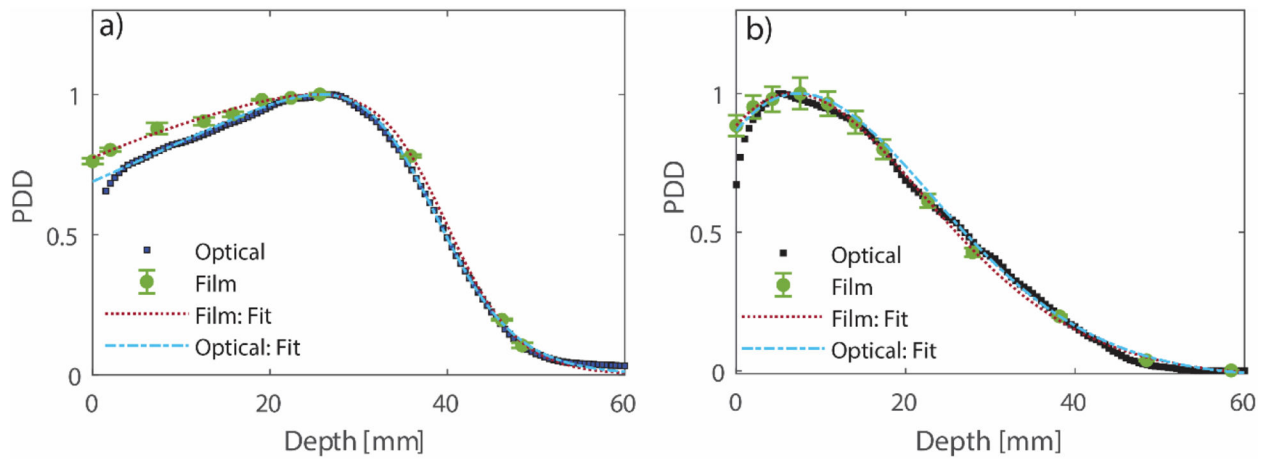 a)
1
0.5
0
PDD
Optical
Film
Film: Fit
Optical: Fit
0
20
40
60
Depth [mm]
b)
1
0.5
0
PDD
Optical
Film
Film: Fit
Optical: Fit
0
20
40
60
Depth [mm]